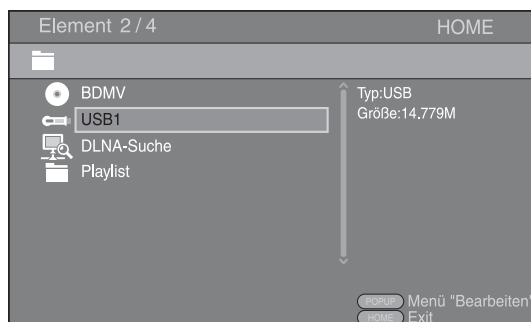 Element 2 / 4
HOME
BDMV
USB1
DLNA-Suche
Playlist
Typ:USB
Größe:14.779M
POPUP Menü "Bearbeiten"
HOME Exit